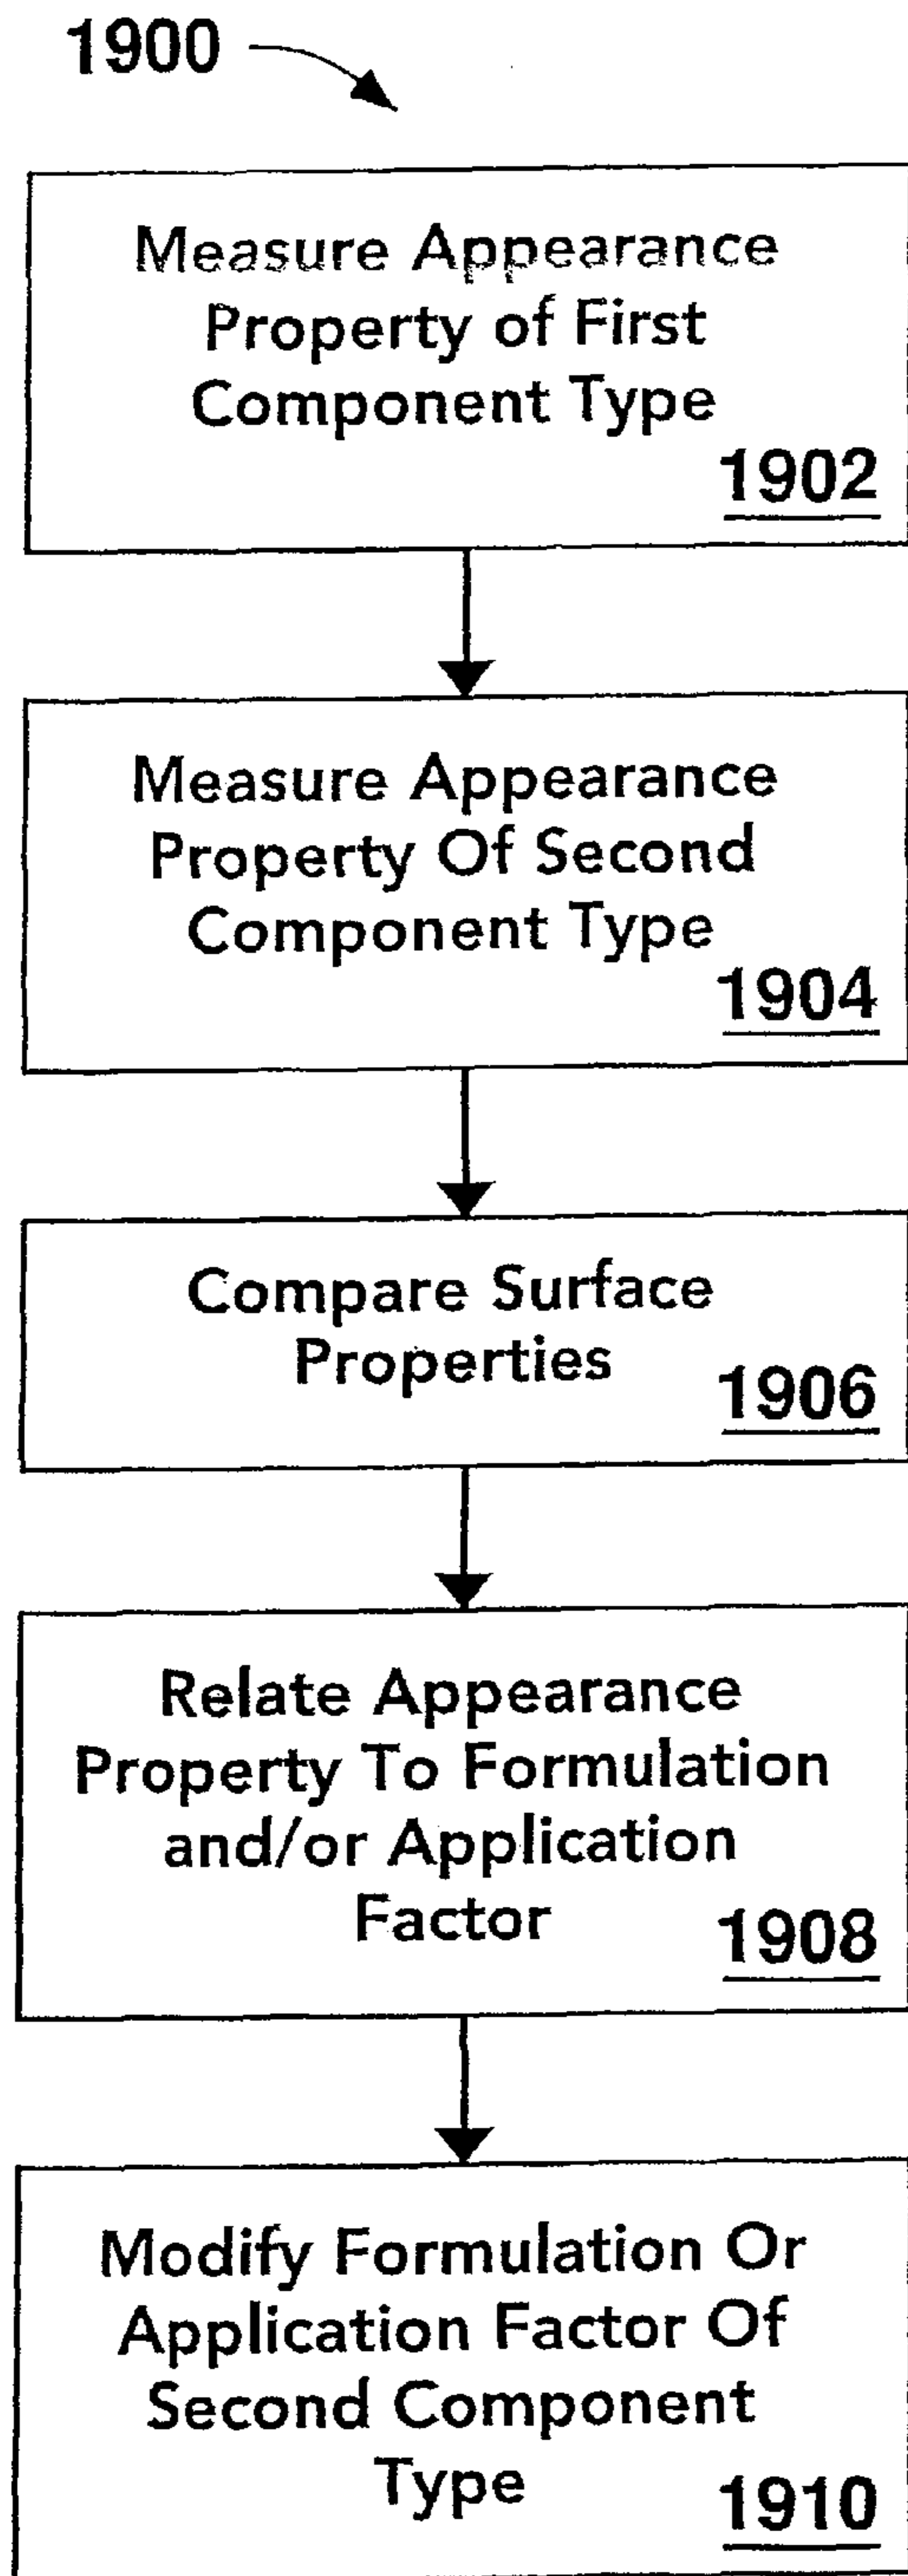 1900
Measure Appearance
Property of First
Component Type
1902
Measure Appearance
Property Of Second
Component Type
1904
Compare Surface
Properties
1906
Relate Appearance
Property To Formulation
and/or Application
Factor
1908
Modify Formulation Or
Application Factor Of
Second Component
Type
1910